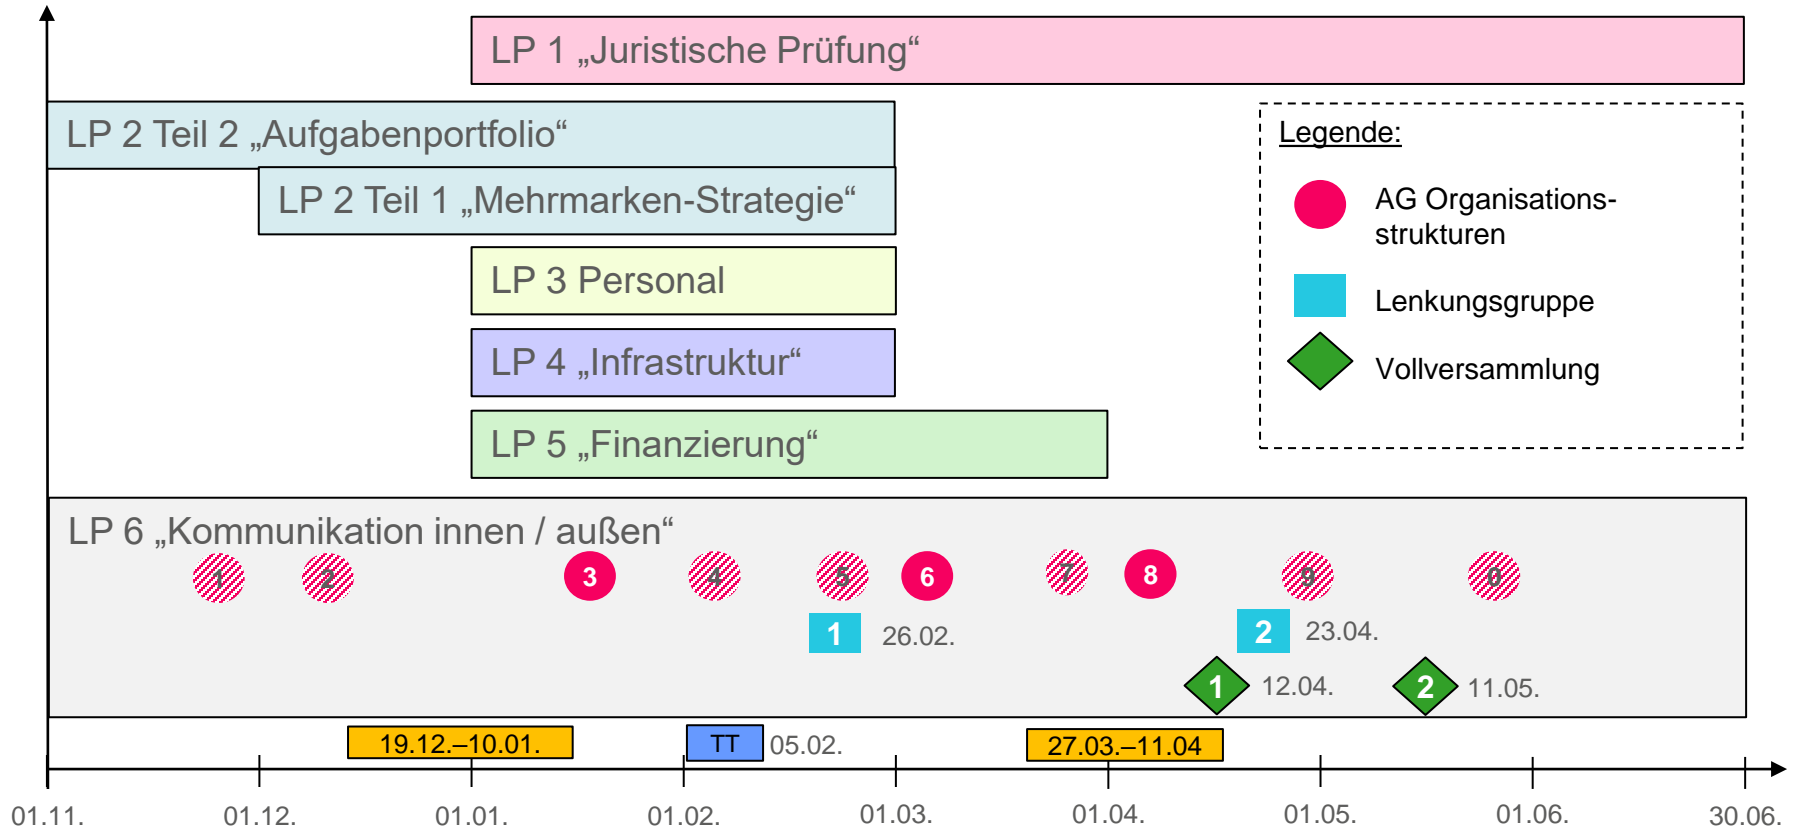 LP 1 „Juristische Prüfung“
LP 2 Teil 2 „Aufgabenportfolio“
LP 2 Teil 1 „Mehrmarken-Strategie“
LP 3 Personal
LP 4 „Infrastruktur“
LP 5 „Finanzierung“
Legende:
AG Organisations-
strukturen
Lenkungsgruppe
Vollversammlung
LP 6 „Kommunikation innen / außen“
1 2 3 4 5 6 7 8 9 0
1 26.02. 2 23.04.
1 12.04. 2 11.05.
19.12.–10.01. TT 05.02. 27.03.–11.04
01.11. 01.12. 01.01. 01.02. 01.03. 01.04. 01.05. 01.06. 30.06.